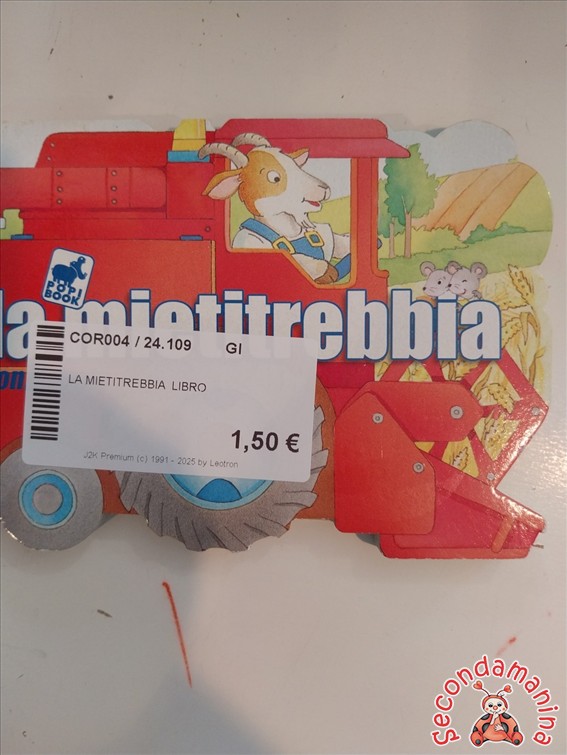 POP!
BOOK
la mietitrebbia
on
COR004 / 24.109 GI
LA MIETITREBBIA LIBRO
1,50 €
J2K Premium (c) 1991 - 2025 by Leotron
Secondamanina